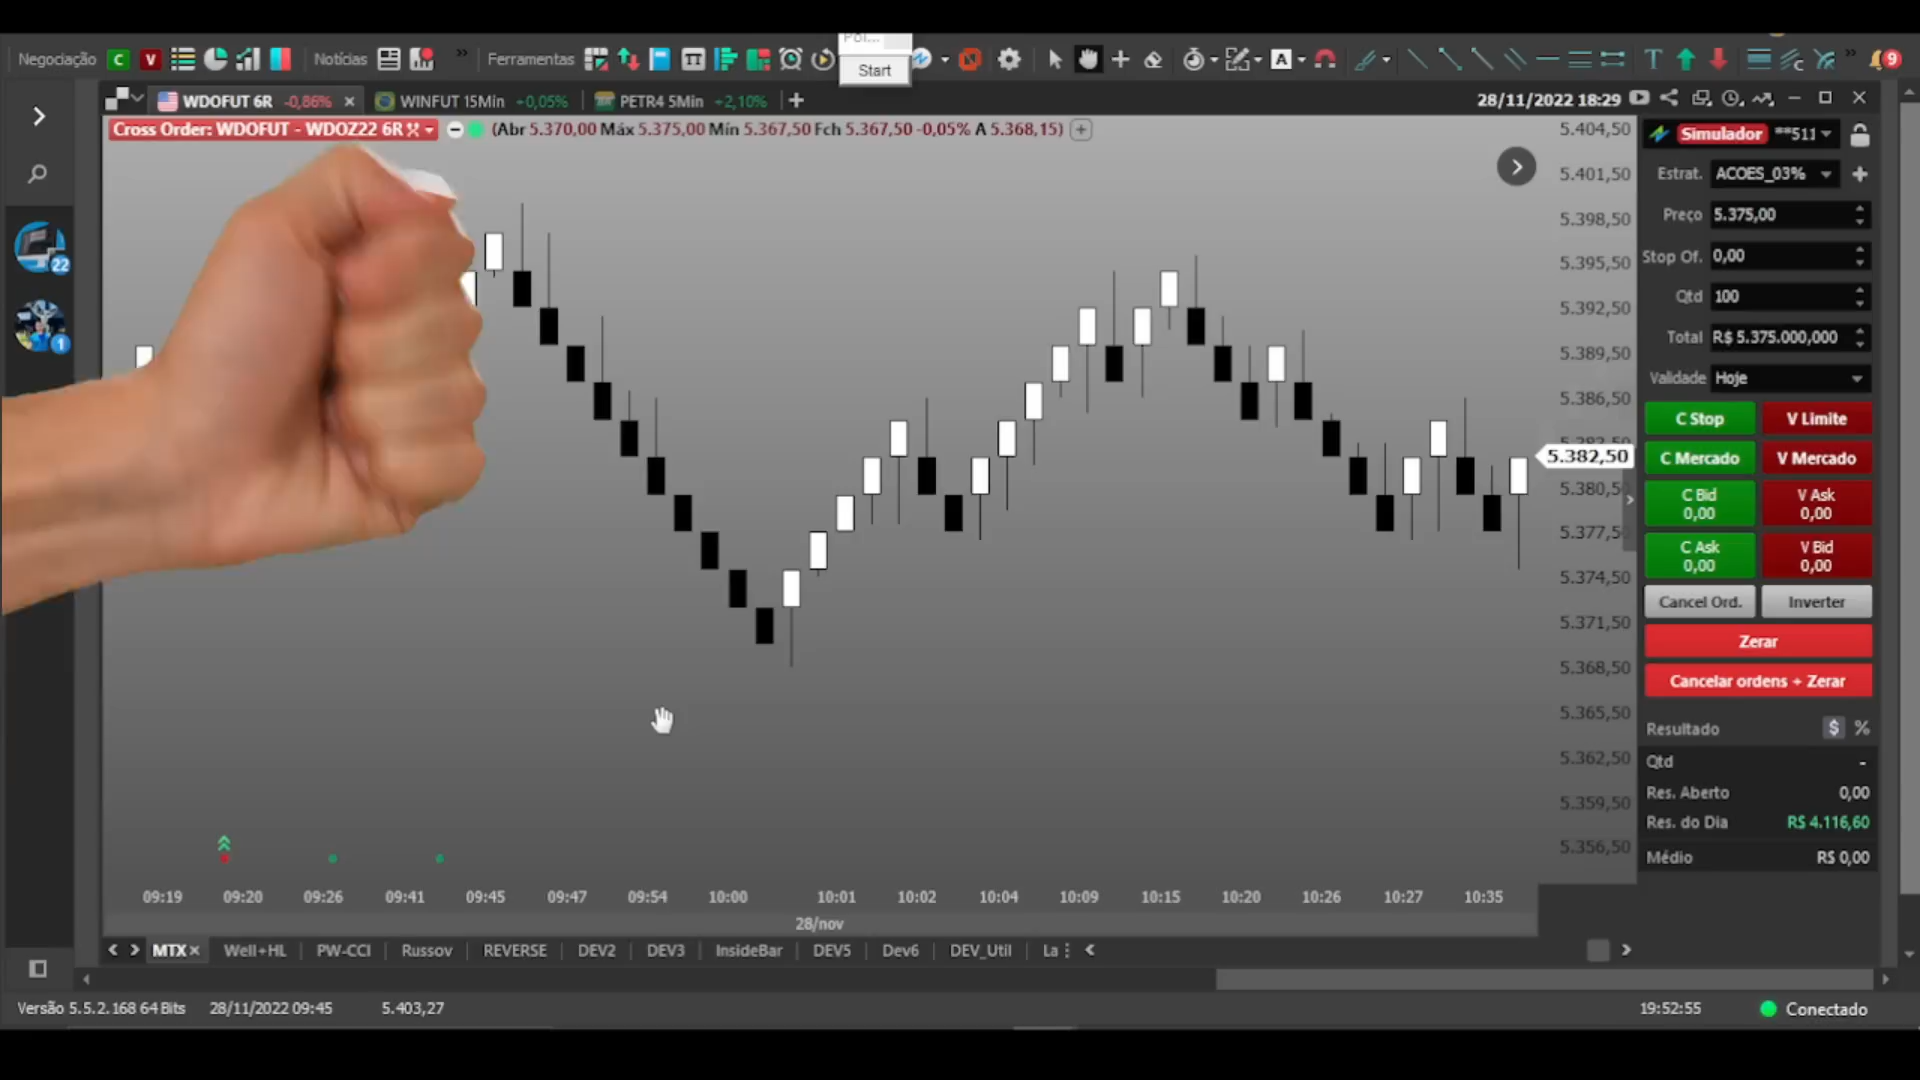 Negociação C V Notícias » Ferramentas Start A T » 9
WDOFUT 6R -0,86% × WINFUT 15Min +0,05% PETR4 5Min +2,10% + 28/11/2022 18:29
Cross Order: WDOFUT - WDOZ22 6R (Abr 5.370,00 Máx 5.375,00 Mín 5.367,50 Fch 5.367,50 -0,05% A 5.368,15)
22
1
5.404,50
5.401,50
5.398,50
5.395,50
5.392,50
5.389,50
5.386,50
5.382,50
5.380,50
5.377,50
5.374,50
5.371,50
5.368,50
5.365,50
5.362,50
5.359,50
5.356,50
09:19 09:20 09:26 09:41 09:45 09:47 09:54 10:00 10:01 10:02 10:04 10:09 10:15 10:20 10:26 10:27 10:35
28/nov
Simulador **511
Estrat. ACOES_03%
Preço 5.375,00
Stop Of. 0,00
Qtd 100
Total R$ 5.375.000,000
Validade Hoje
C Stop V Limite
C Mercado V Mercado
C Bid V Ask
0,00 0,00
C Ask V Bid
0,00 0,00
Cancel Ord. Inverter
Zerar
Cancelar ordens + Zerar
Resultado $ %
Qtd -
Res. Aberto 0,00
Res. do Dia R$ 4.116,60
Médio R$ 0,00
MTX × Well+HL PW-CCI Russov REVERSE DEV2 DEV3 InsideBar DEV5 Dev6 DEV_Util La
Versão 5.5.2.168 64 Bits 28/11/2022 09:45 5.403,27 19:52:55 Conectado